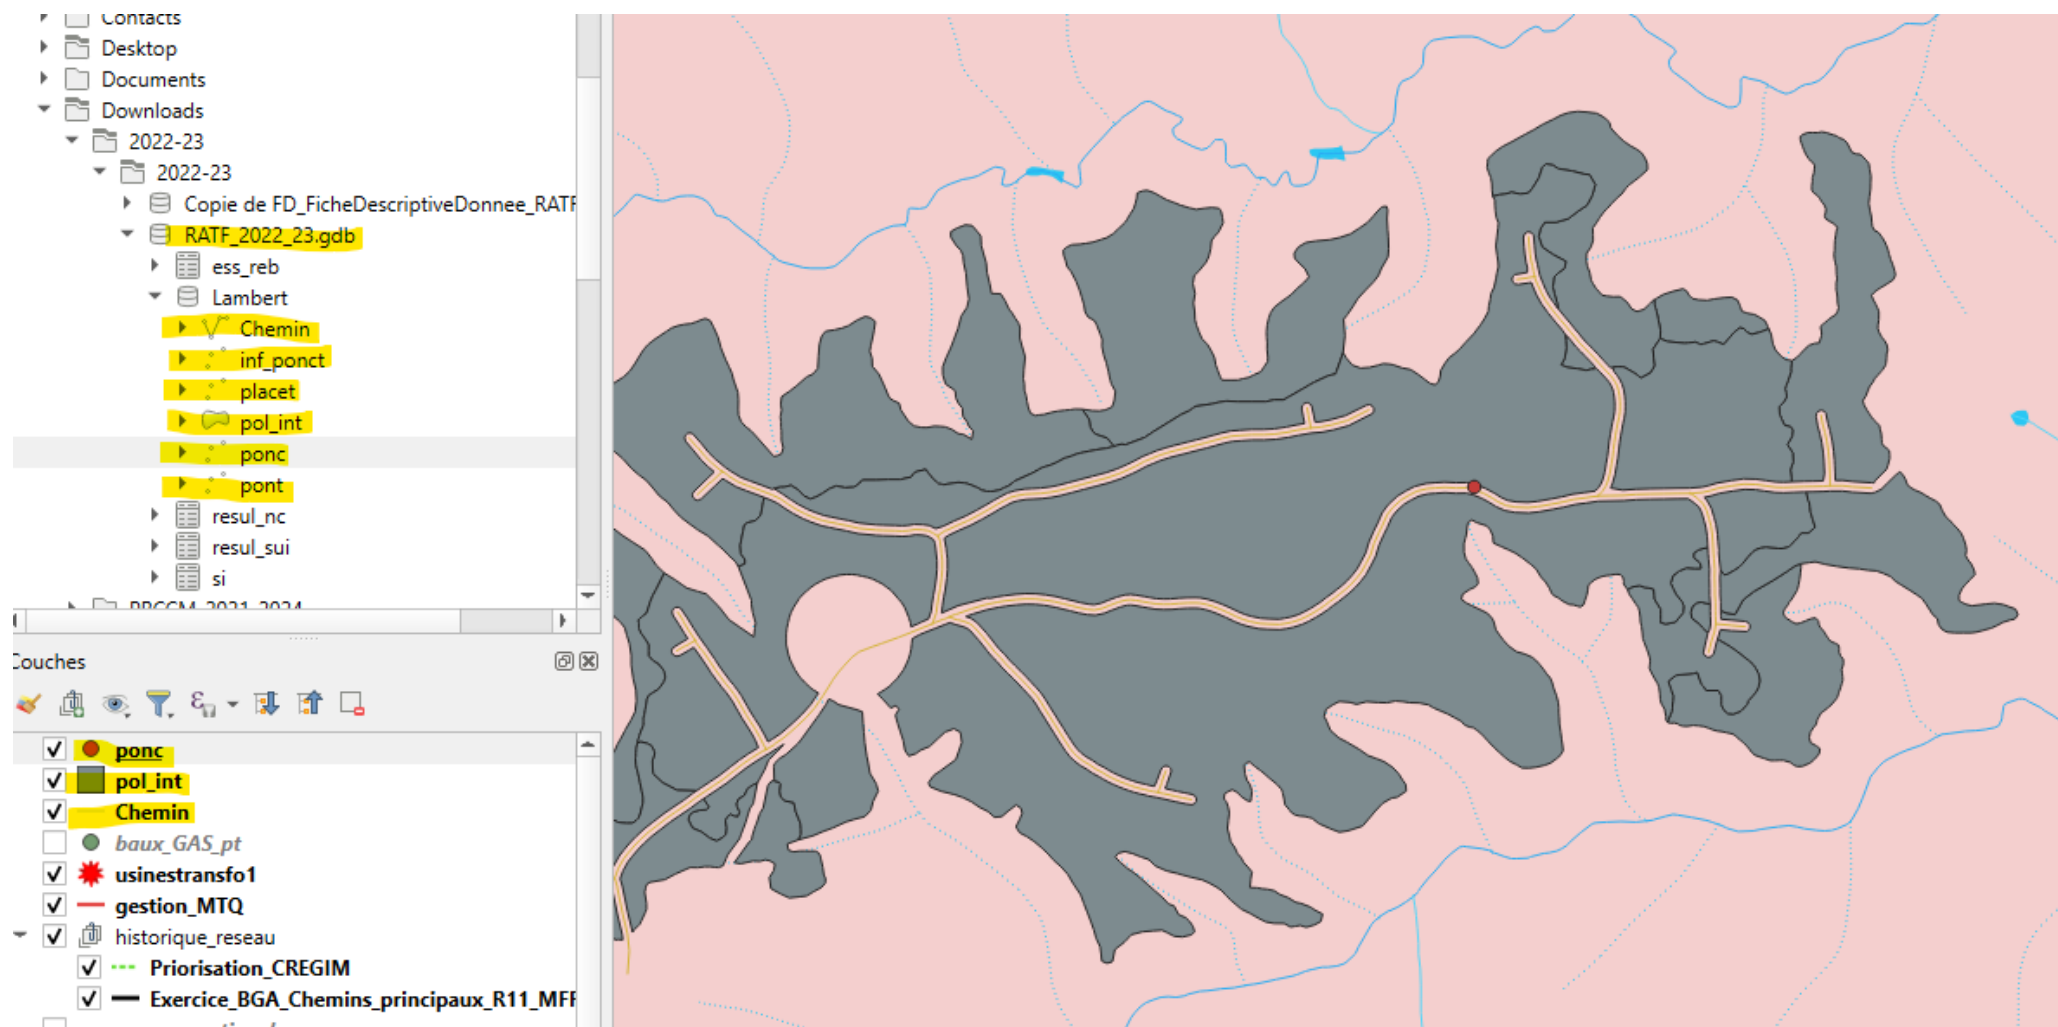 Contacts
Desktop
Documents
Downloads
2022-23
2022-23
Copie de FD_FicheDescriptiveDonnee_RATF
RATF_2022_23.gdb
ess_reb
Lambert
Chemin
inf_ponct
placet
pol_int
ponc
pont
resul_nc
resul_sui
si
Couches
ponc
pol_int
Chemin
baux_GAS_pt
usinestransfo1
gestion_MTQ
historique_reseau
Priorisation_CREGIM
Exercice_BGA_Chemins_principaux_R11_MFF